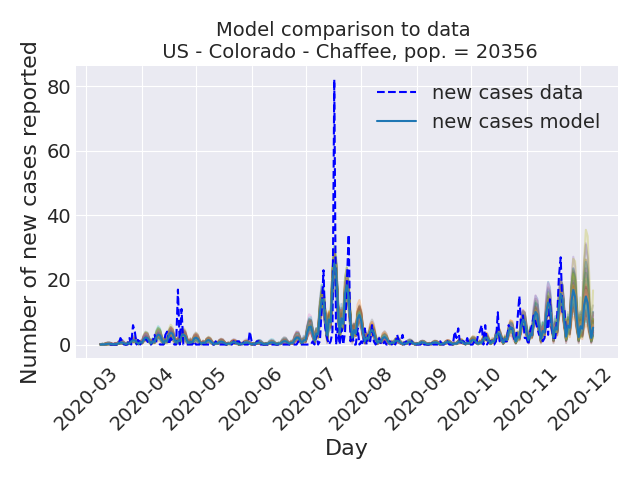 Model comparison to data
US - Colorado - Chaffee, pop. = 20356
new cases data
new cases model
Number of new cases reported
80
60
40
20
0
2020-03
2020-04
2020-05
2020-06
2020-07
2020-08
2020-09
2020-10
2020-11
2020-12
Day